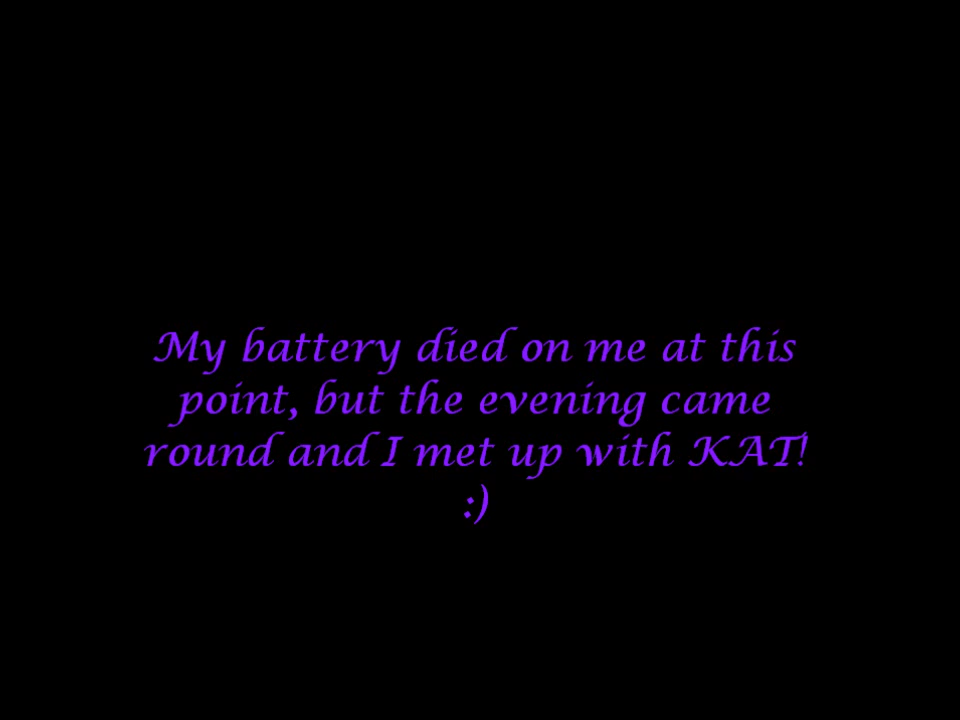 My battery died on me at this
point, but the evening came
round and I met up with KAT!
:)